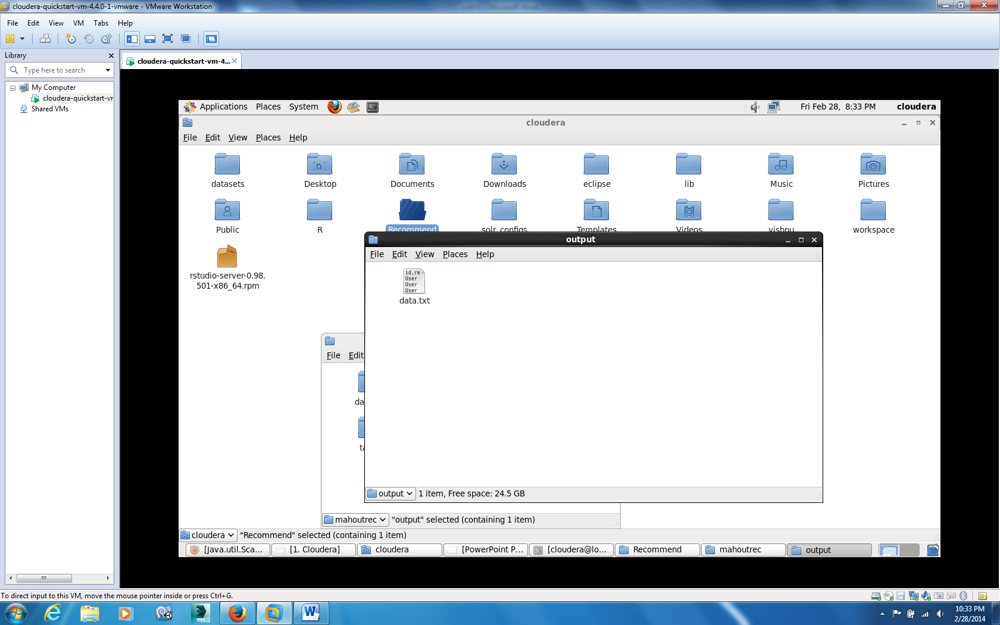 cloudera-quickstart-vm-4.4.0-1-vmware - VMware Workstation
File Edit View VM Tabs Help
Library
Type here to search
My Computer
cloudera-quickstart-vr
Shared VMs
cloudera-quickstart-vm-4...
Applications Places System
Fri Feb 28, 8:33 PM cloudera
cloudera
File Edit View Places Help
datasets Desktop Documents Downloads eclipse lib Music Pictures
Public R Recommend solr_configs Templates Videos vishnu workspace
rstudio-server-0.98.
501-x86_64.rpm
output
File Edit View Places Help
id,re
User
User
User
data.txt
File Edit
da
ta
output 1 item, Free space: 24.5 GB
mahoutrec "output" selected (containing 1 item)
cloudera "Recommend" selected (containing 1 item)
[Java.util.Sca... [1. Cloudera] cloudera [PowerPoint P... [cloudera@lo... Recommend mahoutrec output
To direct input to this VM, move the mouse pointer inside or press Ctrl+G.
10:33 PM
2/28/2014